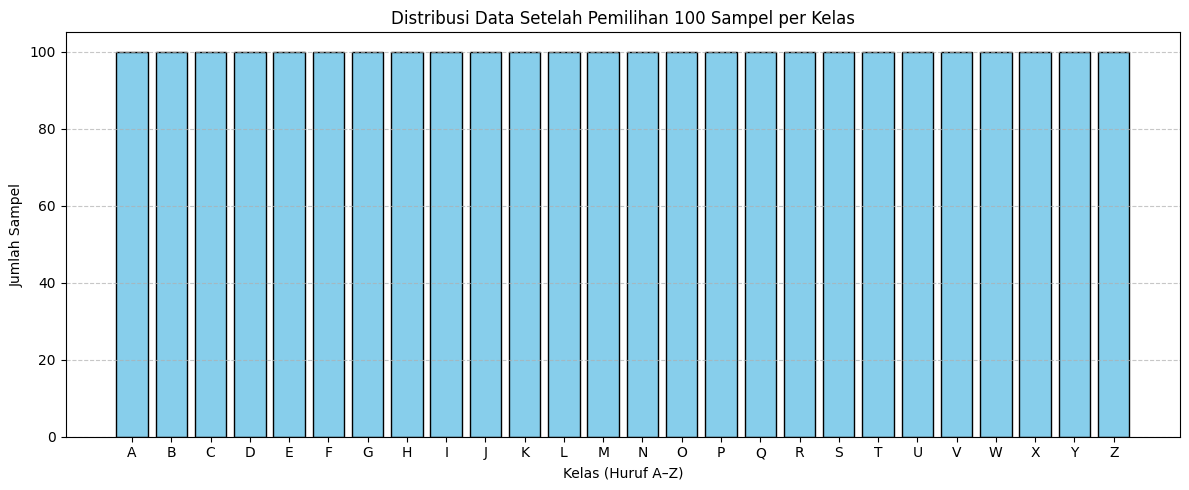 Distribusi Data Setelah Pemilihan 100 Sampel per Kelas
100
80
60
40
20
0
Jumlah Sampel
A B C D E F G H I J K L M N O P Q R S T U V W X Y Z
Kelas (Huruf A–Z)